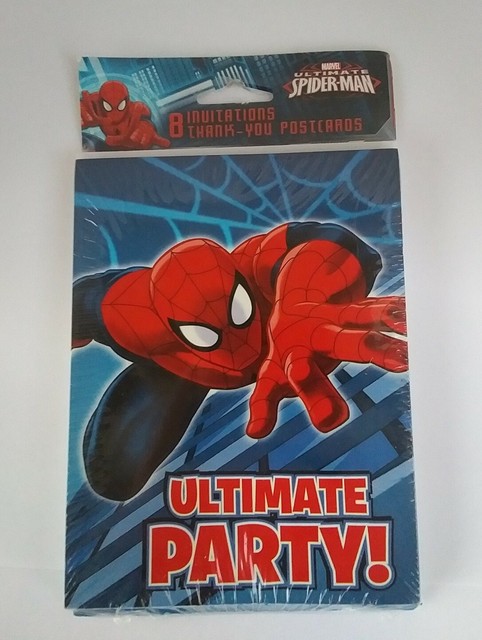 MARVEL
ULTIMATE
SPIDER-MAN
8 INVITATIONS
THANK-YOU POSTCARDS
ULTIMATE
PARTY!